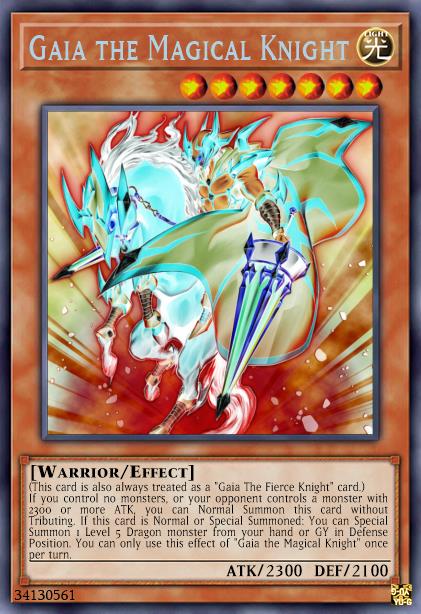 Gaia the Magical Knight
LIGHT
光
[Warrior/Effect]
(This card is also always treated as a "Gaia The Fierce Knight" card.)
If you control no monsters, or your opponent controls a monster with
2300 or more ATK, you can Normal Summon this card without
Tributing. If this card is Normal or Special Summoned: You can Special
Summon 1 Level 5 Dragon monster from your hand or GY in Defense
Position. You can only use this effect of "Gaia the Magical Knight" once
per turn.
ATK/2300 DEF/2100
34130561